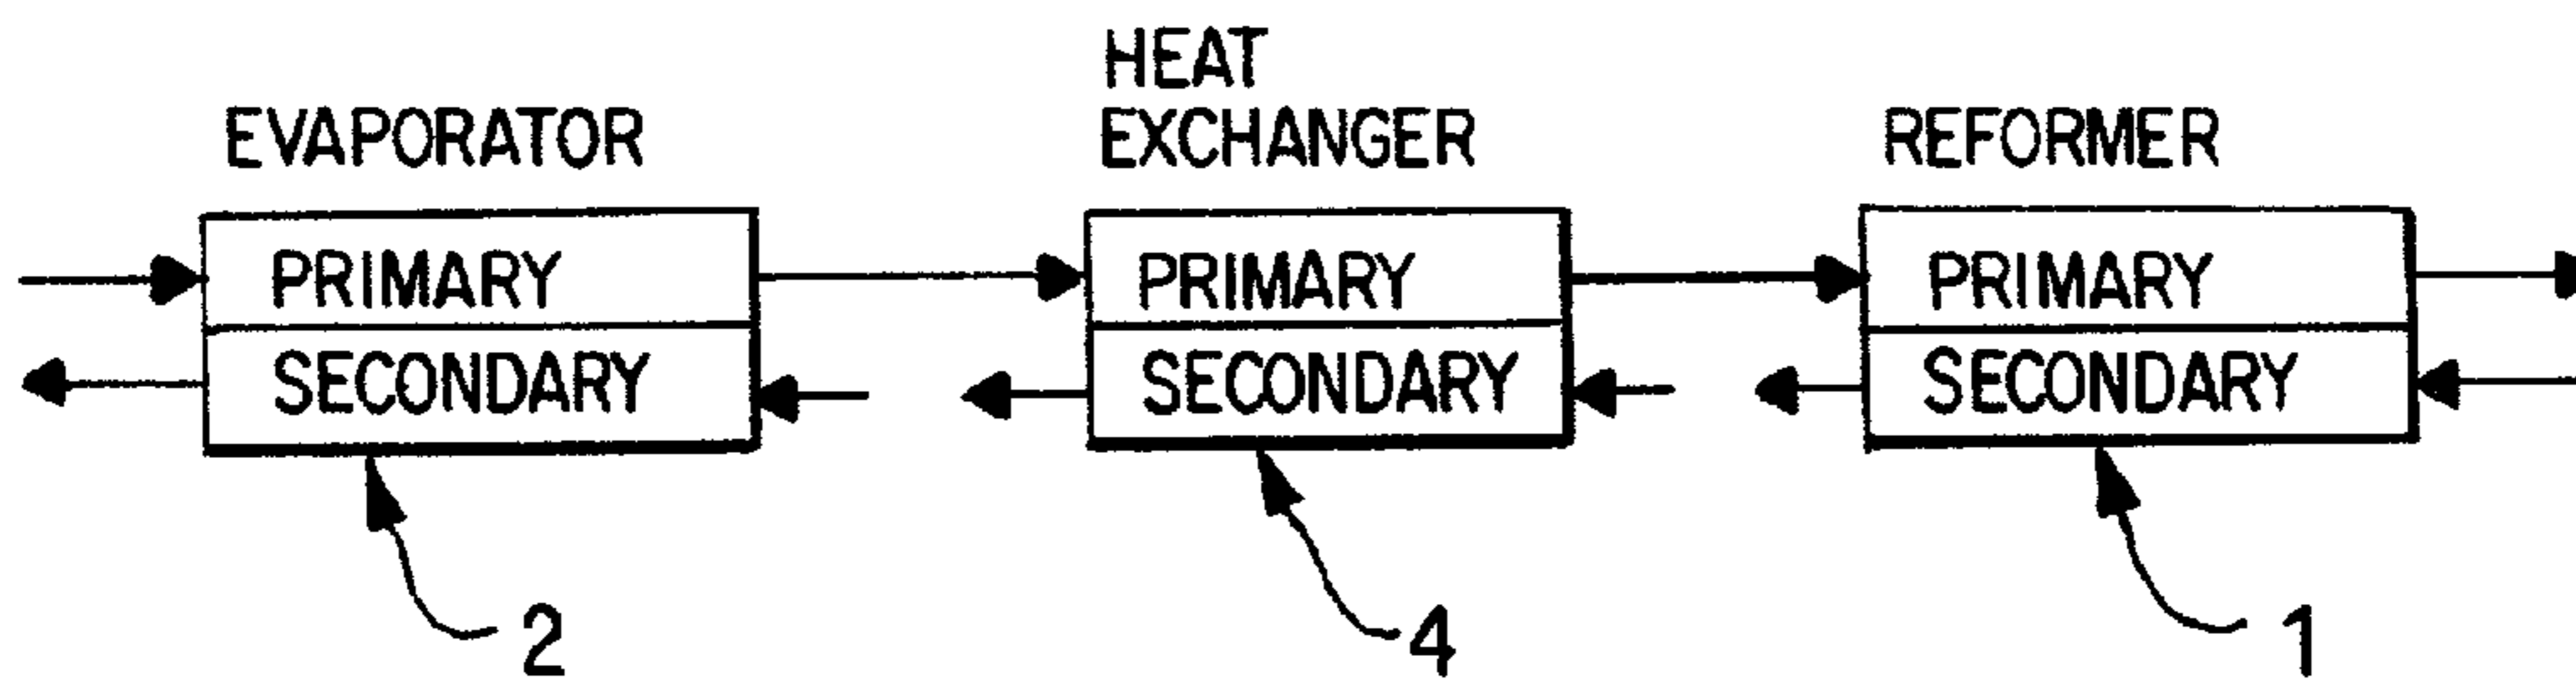 EVAPORATOR
PRIMARY
SECONDARY
2
HEAT
EXCHANGER
PRIMARY
SECONDARY
4
REFORMER
PRIMARY
SECONDARY
1